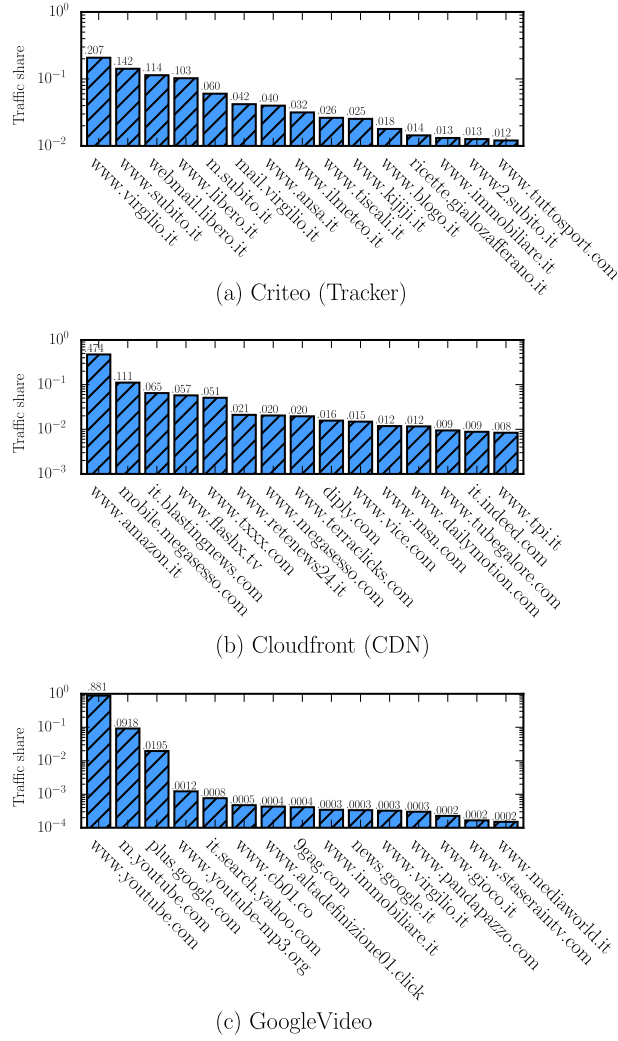 Traffic share
10^0
10^-1
10^-2
.207
.142
.114
.103
.060
.042
.040
.032
.026
.025
.018
.014
.013
.013
.012
www.virgilio.it
www.subito.it
webmail.libero.it
www.libero.it
m.subito.it
mail.virgilio.it
www.ansa.it
www.ilmeteo.it
www.tiscali.it
www.kijiji.it
www.blogo.it
ricette.giallozafferano.it
www.immobiliare.it
www2.subito.it
www.tuttosport.com
(a) Criteo (Tracker)
Traffic share
10^0
10^-1
10^-2
10^-3
.474
.111
.065
.057
.051
.021
.020
.020
.016
.015
.012
.012
.009
.009
.008
www.amazon.it
mobile.megasesso.com
it.blastingnews.com
www.flashx.tv
www.txxx.com
www.retenews24.it
www.megasesso.com
www.terraclicks.com
diply.com
www.vice.com
www.msn.com
www.dailymotion.com
www.tubegalore.com
it.indeed.com
www.tpi.it
(b) Cloudfront (CDN)
Traffic share
10^0
10^-1
10^-2
10^-3
10^-4
.881
.0918
.0195
.0012
.0008
.0005
.0004
.0004
.0003
.0003
.0003
.0003
.0002
.0002
.0002
www.youtube.com
m.youtube.com
plus.google.com
www.youtube-mp3.org
it.search.yahoo.com
www.cb01.co
www.altadefinizione01.click
9gag.com
www.immobiliare.it
news.google.it
www.virgilio.it
www.pandapazzo.com
www.gioco.it
www.staseraintv.com
www.mediaworld.it
(c) GoogleVideo